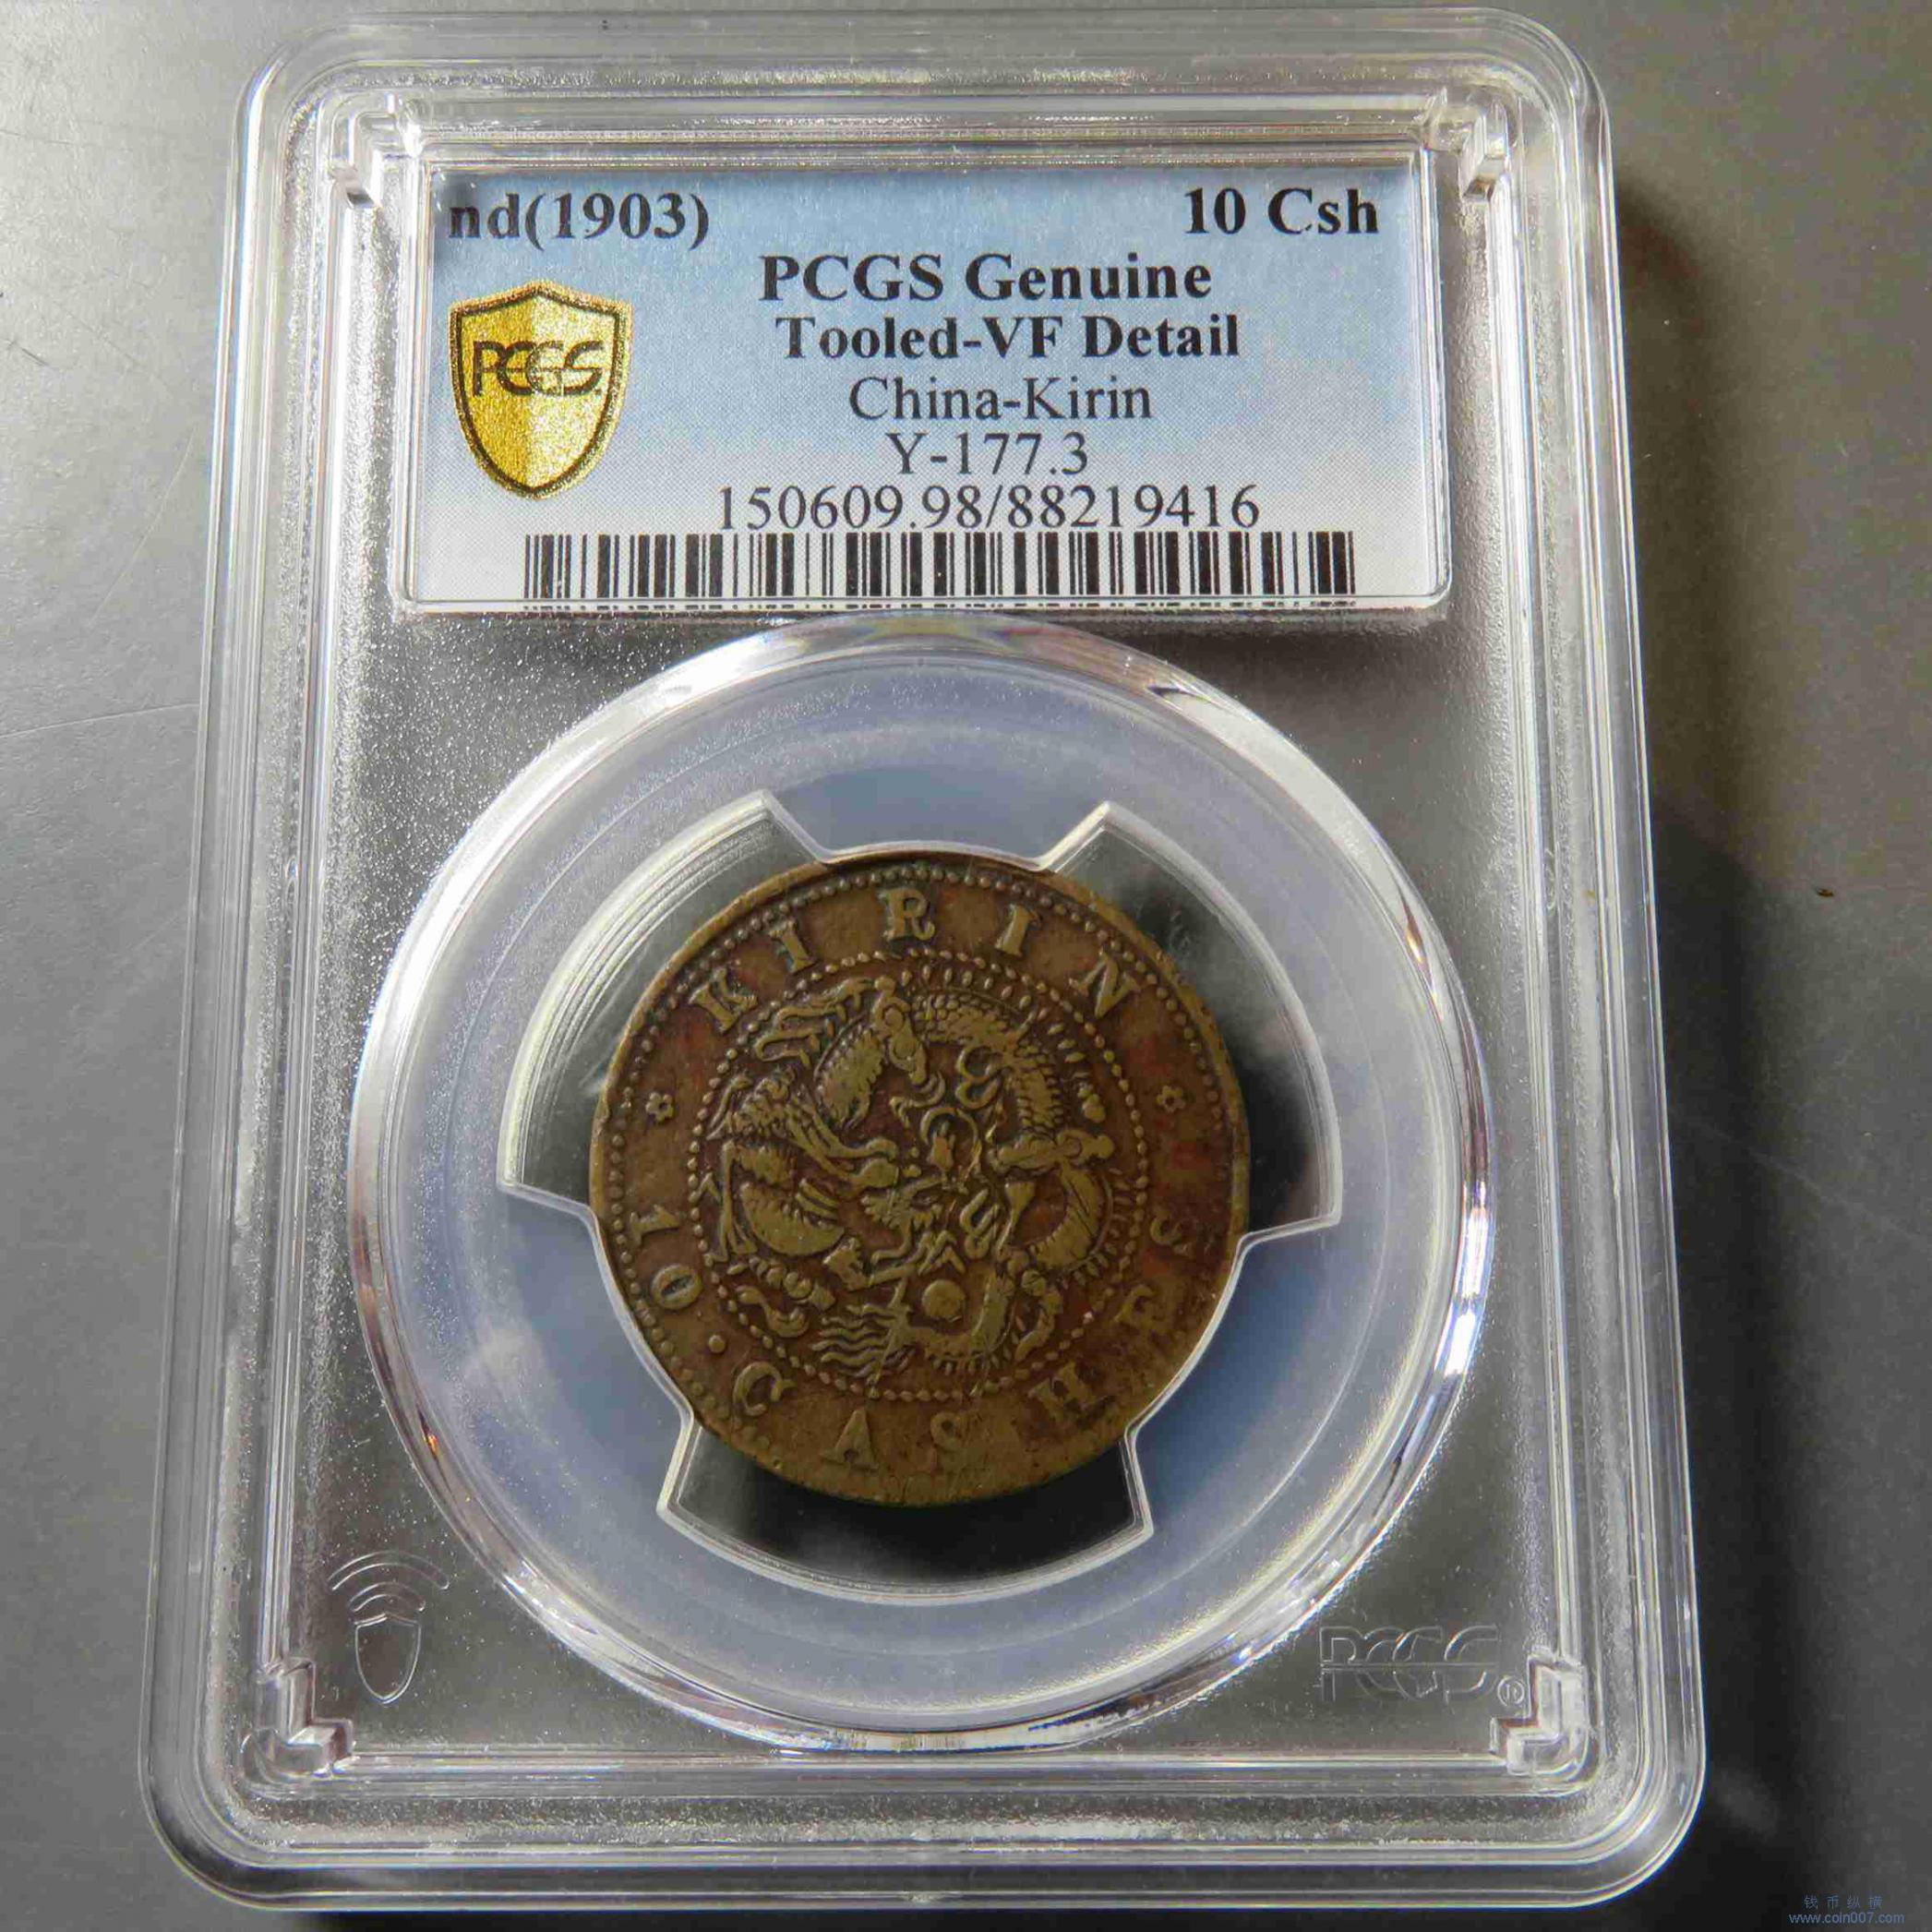 nd(1903) 10 Csh
PCGS Genuine
PCGS
Tooled-VF Detail
China-Kirin
Y-177.3
150609.98/88219416
KIRIN
10·CASHES
PCGS®
钱币纵横
www.coin007.com